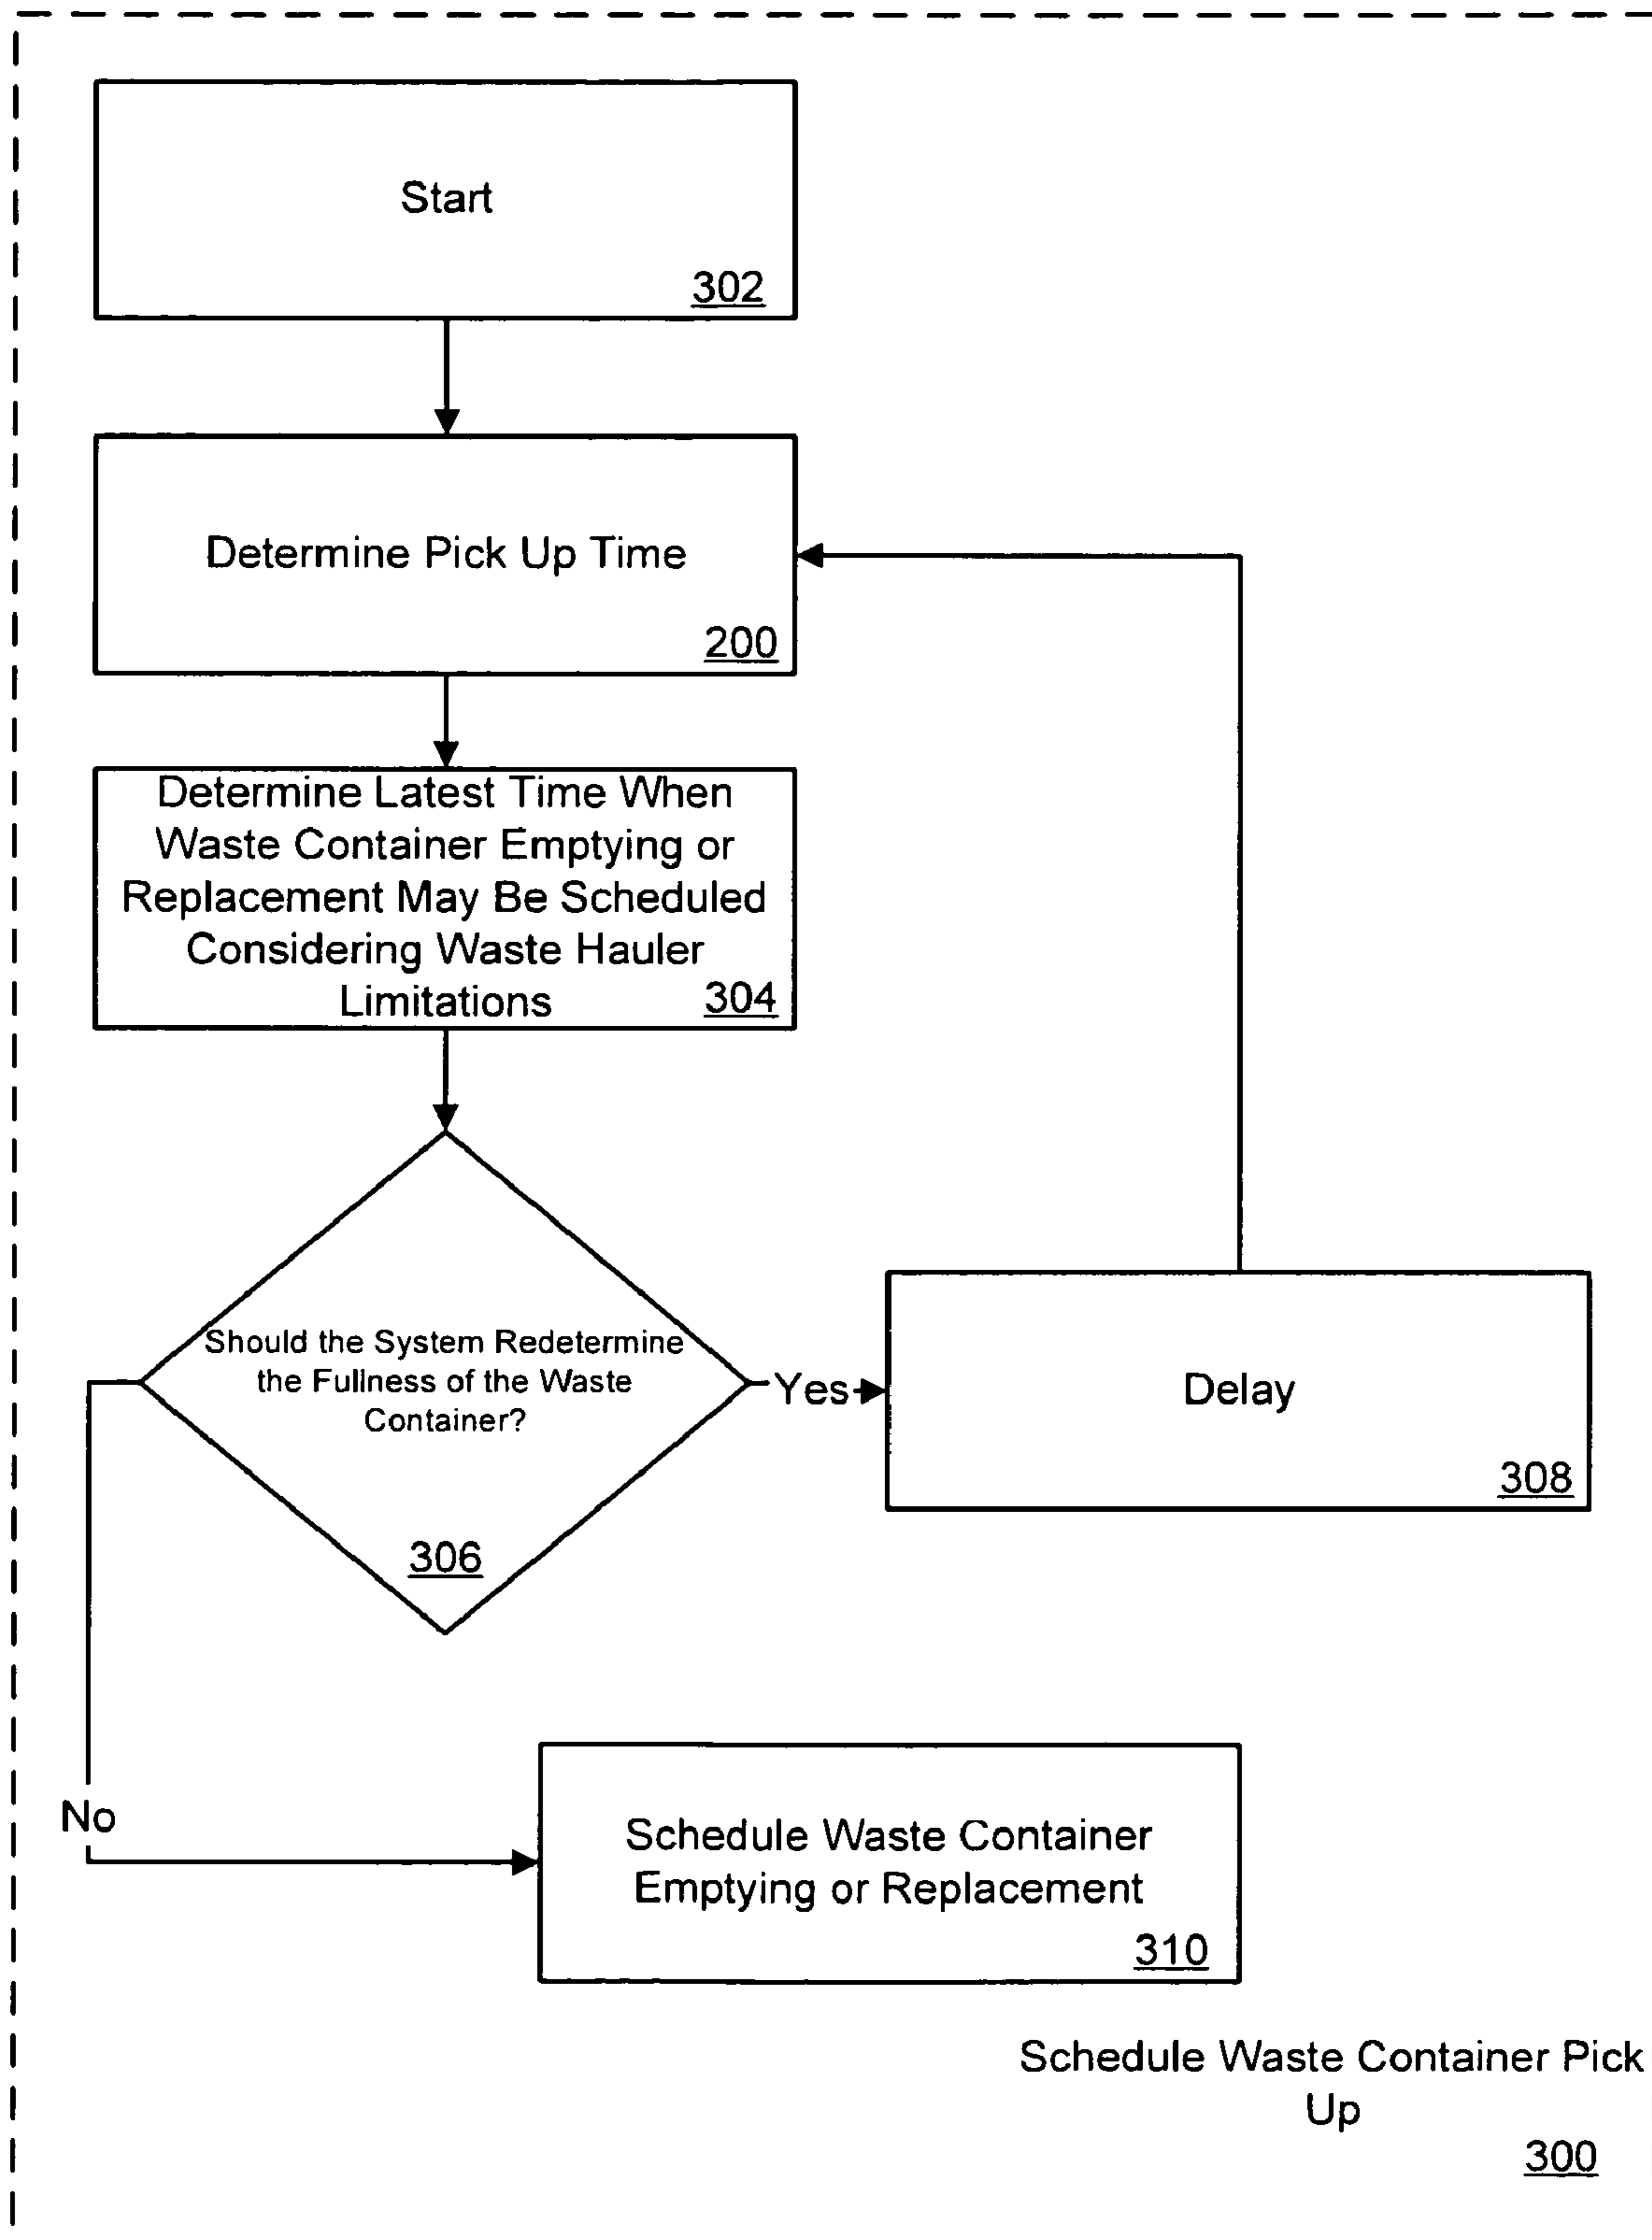 Start
302
Determine Pick Up Time
200
Determine Latest Time When
Waste Container Emptying or
Replacement May Be Scheduled
Considering Waste Hauler
Limitations
304
Should the System Redetermine
the Fullness of the Waste
Container?
306
Yes
Delay
308
No
Schedule Waste Container
Emptying or Replacement
310
Schedule Waste Container Pick
Up
300